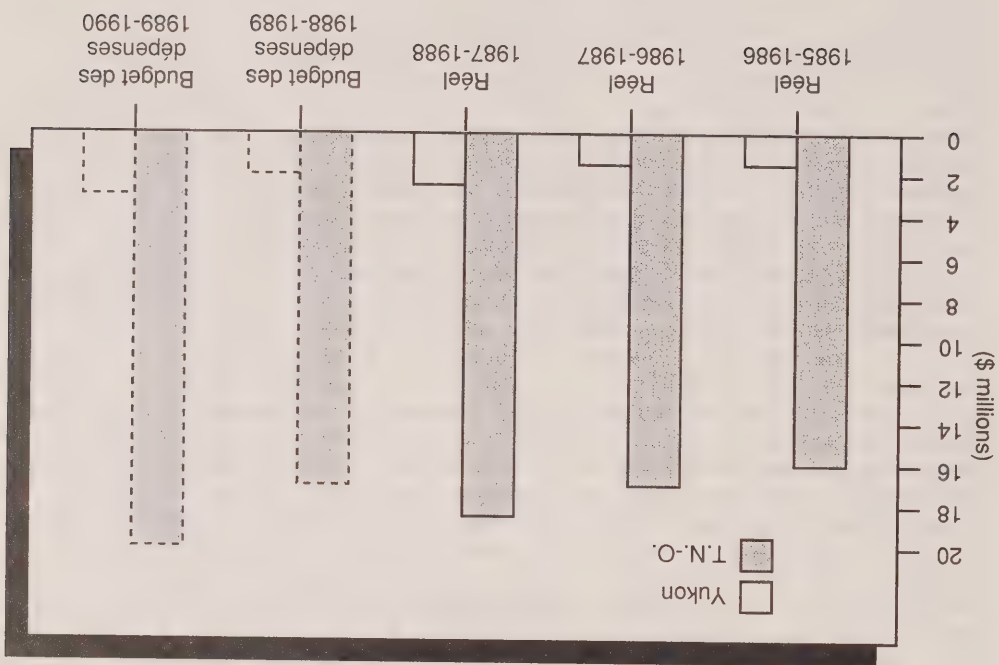 ($ millions)
20
18
16
14
12
10
8
6
4
2
0
Yukon
T.N.-O.
Réel
1985-1986
Réel
1986-1987
Réel
1987-1988
Budget des
dépenses
1988-1989
Budget des
dépenses
1989-1990